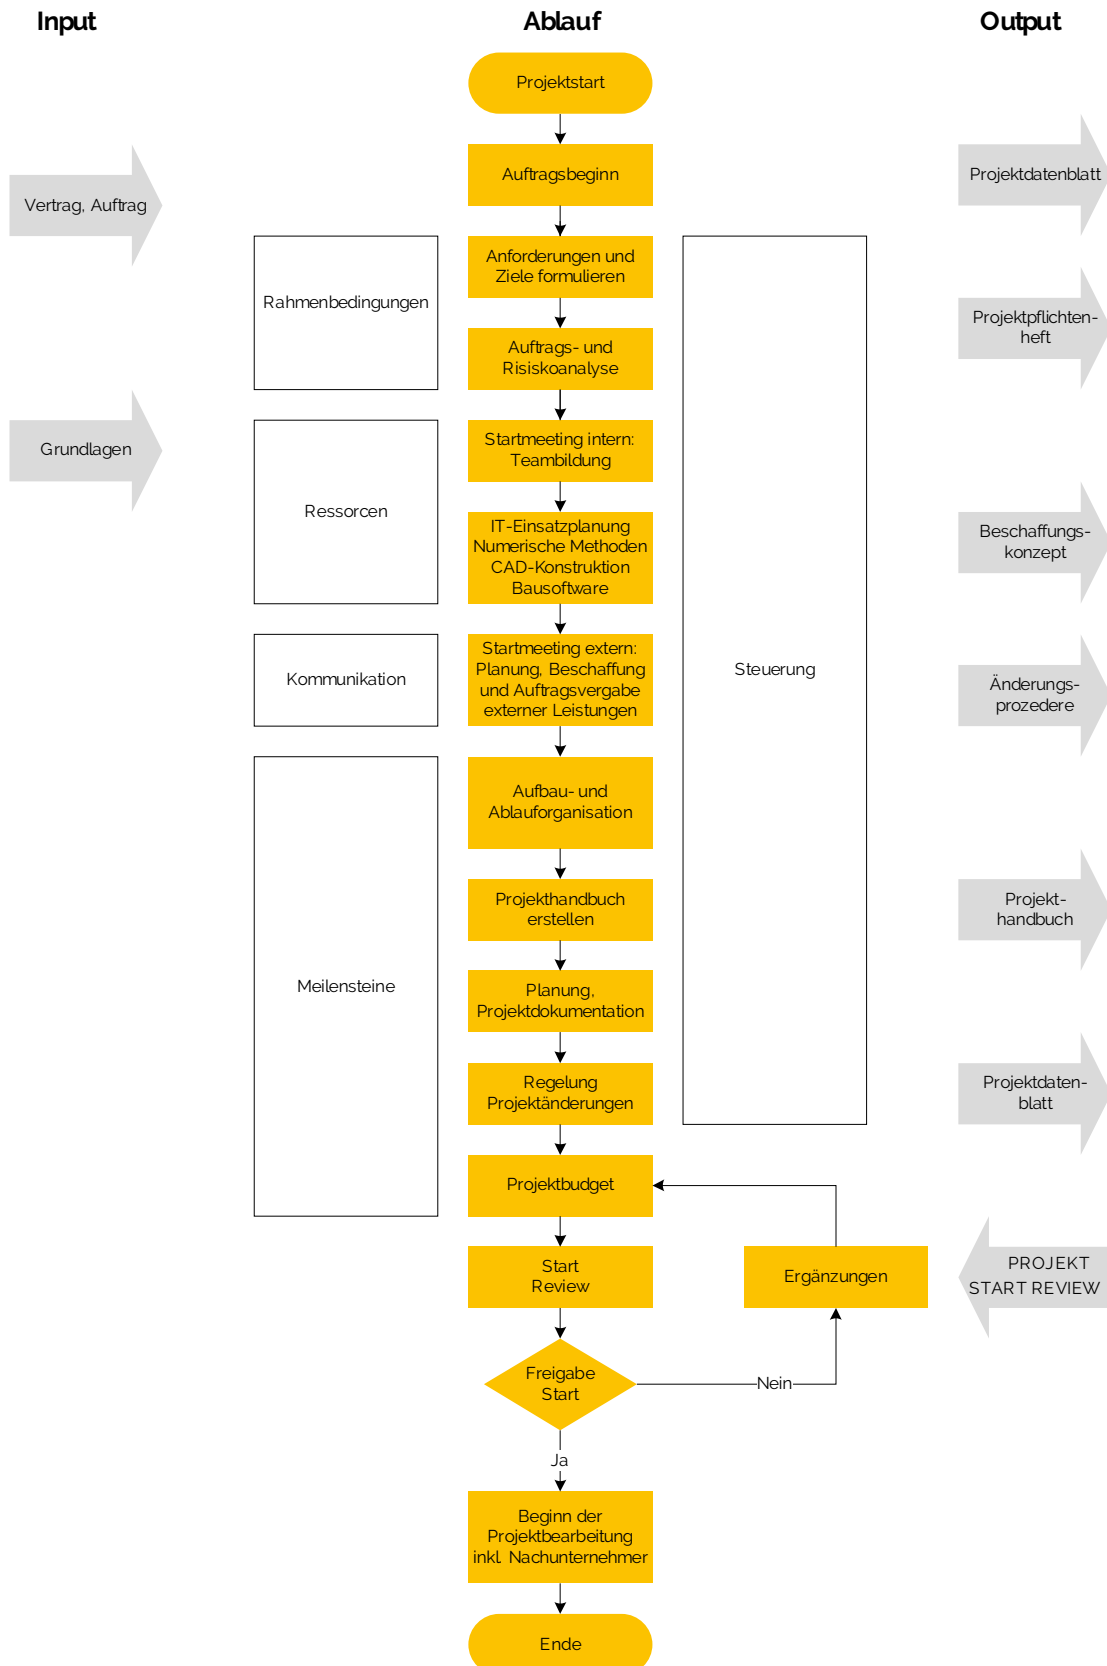 Input
Ablauf
Output
Projektstart
Auftragsbeginn
Projektdatenblatt
Vertrag, Auftrag
Anforderungen und
Ziele formulieren
Rahmenbedingungen
Projektpflichten-
heft
Auftrags- und
Risiskoanalyse
Startmeeting intern:
Teambildung
Grundlagen
Ressorcen
IT-Einsatzplanung
Numerische Methoden
CAD-Konstruktion
Bausoftware
Beschaffungs-
konzept
Startmeeting extern:
Planung, Beschaffung
und Auftragsvergabe
externer Leistungen
Kommunikation
Steuerung
Änderungs-
prozedere
Aufbau- und
Ablauforganisation
Projekthandbuch
erstellen
Projekt-
handbuch
Meilensteine
Planung,
Projektdokumentation
Regelung
Projektänderungen
Projektdaten-
blatt
Projektbudget
Start
Review
Ergänzungen
PROJEKT
START REVIEW
Freigabe
Start
Nein
Ja
Beginn der
Projektbearbeitung
inkl. Nachunternehmer
Ende